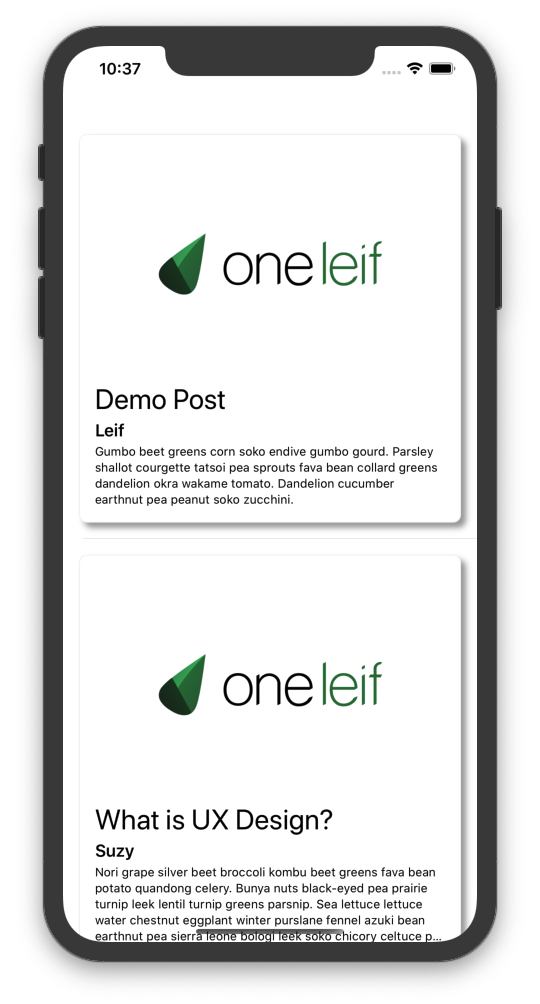 10:37
one leif
Demo Post
Leif
Gumbo beet greens corn soko endive gumbo gourd. Parsley
shallot courgette tatsoi pea sprouts fava bean collard greens
dandelion okra wakame tomato. Dandelion cucumber
earthnut pea peanut soko zucchini.
one leif
What is UX Design?
Suzy
Nori grape silver beet broccoli kombu beet greens fava bean
potato quandong celery. Bunya nuts black-eyed pea prairie
turnip leek lentil turnip greens parsnip. Sea lettuce lettuce
water chestnut eggplant winter purslane fennel azuki bean
earthnut pea sierra leone bologi leek soko chicory celtuce p...